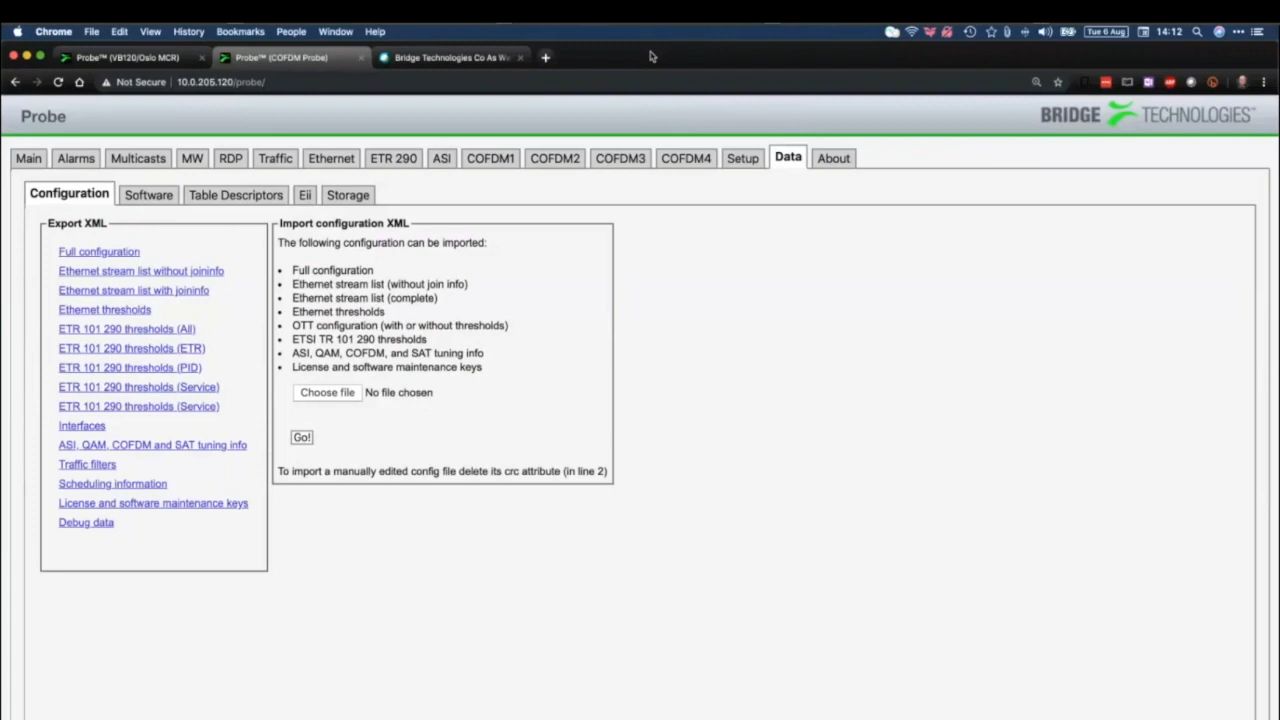 Chrome File Edit View History Bookmarks People Window Help Tue 6 Aug 14:12
Probe™ (VB120/Oslo MCR) Probe™ (COFDM Probe) Bridge Technologies Co As We
Not Secure 10.0.205.120/probe/
Probe BRIDGE TECHNOLOGIES™
Main Alarms Multicasts MW RDP Traffic Ethernet ETR 290 ASI COFDM1 COFDM2 COFDM3 COFDM4 Setup Data About
Configuration Software Table Descriptors Eii Storage
Export XML
Full configuration
Ethernet stream list without joininfo
Ethernet stream list with joininfo
Ethernet thresholds
ETR 101 290 thresholds (All)
ETR 101 290 thresholds (ETR)
ETR 101 290 thresholds (PID)
ETR 101 290 thresholds (Service)
ETR 101 290 thresholds (Service)
Interfaces
ASI, QAM, COFDM and SAT tuning info
Traffic filters
Scheduling information
License and software maintenance keys
Debug data
Import configuration XML
The following configuration can be imported:
• Full configuration
• Ethernet stream list (without join info)
• Ethernet stream list (complete)
• Ethernet thresholds
• OTT configuration (with or without thresholds)
• ETSI TR 101 290 thresholds
• ASI, QAM, COFDM, and SAT tuning info
• License and software maintenance keys
Choose file No file chosen
Go!
To import a manually edited config file delete its crc attribute (in line 2)